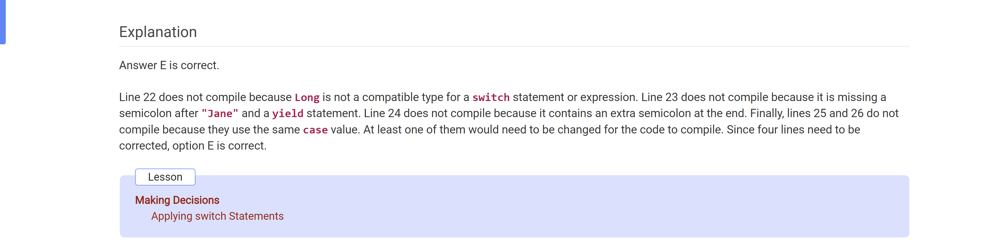 Explanation
Answer E is correct.
Line 22 does not compile because Long is not a compatible type for a switch statement or expression. Line 23 does not compile because it is missing a
semicolon after "Jane" and a yield statement. Line 24 does not compile because it contains an extra semicolon at the end. Finally, lines 25 and 26 do not
compile because they use the same case value. At least one of them would need to be changed for the code to compile. Since four lines need to be
corrected, option E is correct.
Lesson
Making Decisions
Applying switch Statements